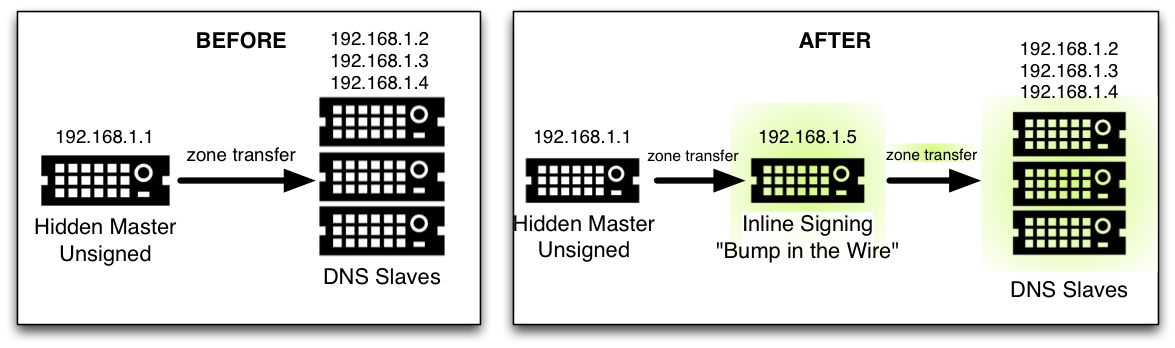 BEFORE
192.168.1.2
192.168.1.3
192.168.1.4
192.168.1.1
zone transfer
Hidden Master
Unsigned
DNS Slaves
AFTER
192.168.1.2
192.168.1.3
192.168.1.4
192.168.1.1
zone transfer
192.168.1.5
zone transfer
Hidden Master
Unsigned
Inline Signing
"Bump in the Wire"
DNS Slaves